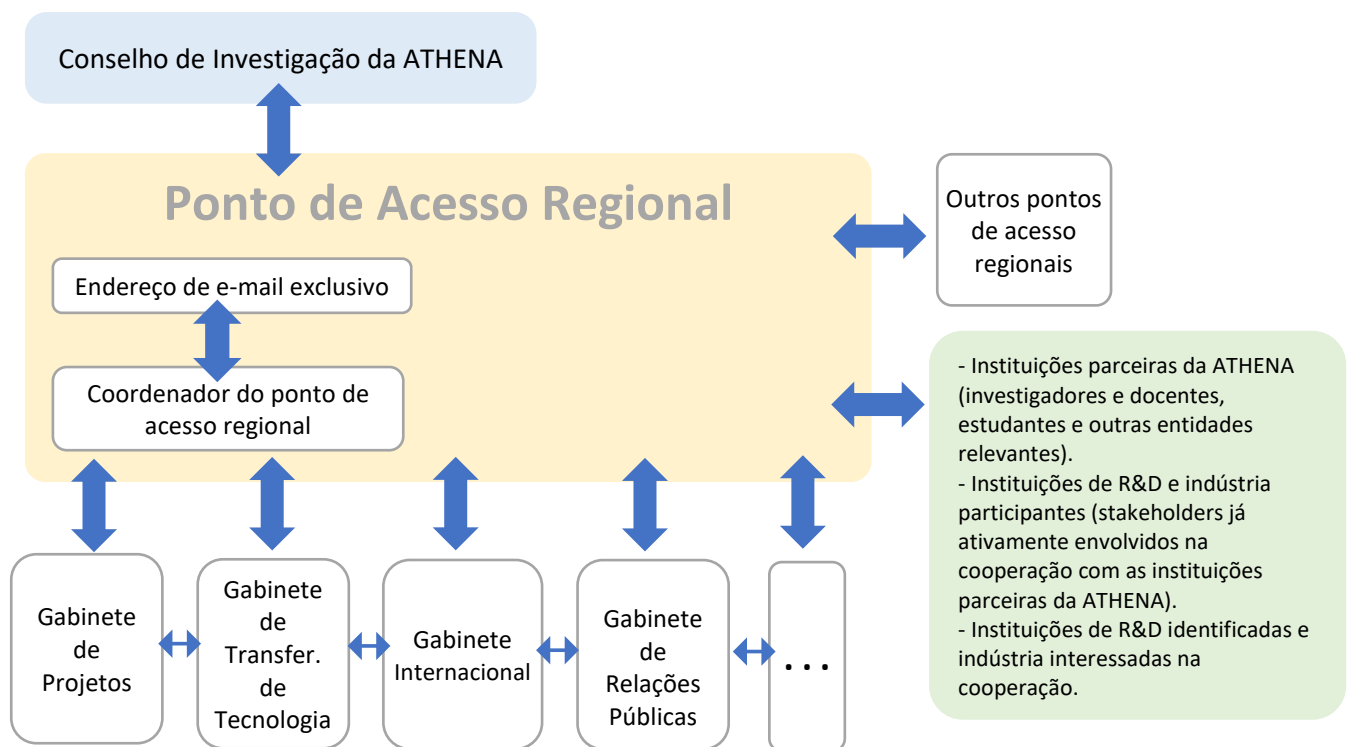 Conselho de Investigação da ATHENA
Ponto de Acesso Regional
Outros pontos
de acesso
regionais
Endereço de e-mail exclusivo
Coordenador do ponto de
acesso regional
- Instituições parceiras da ATHENA
(investigadores e docentes,
estudantes e outras entidades
relevantes).
- Instituições de R&D e indústria
participantes (stakeholders já
ativamente envolvidos na
cooperação com as instituições
parceiras da ATHENA).
- Instituições de R&D identificadas e
indústria interessadas na
cooperação.
Gabinete
de
Projetos
Gabinete
de
Transfer.
de
Tecnologia
Gabinete
Internacional
Gabinete
de
Relações
Públicas
...